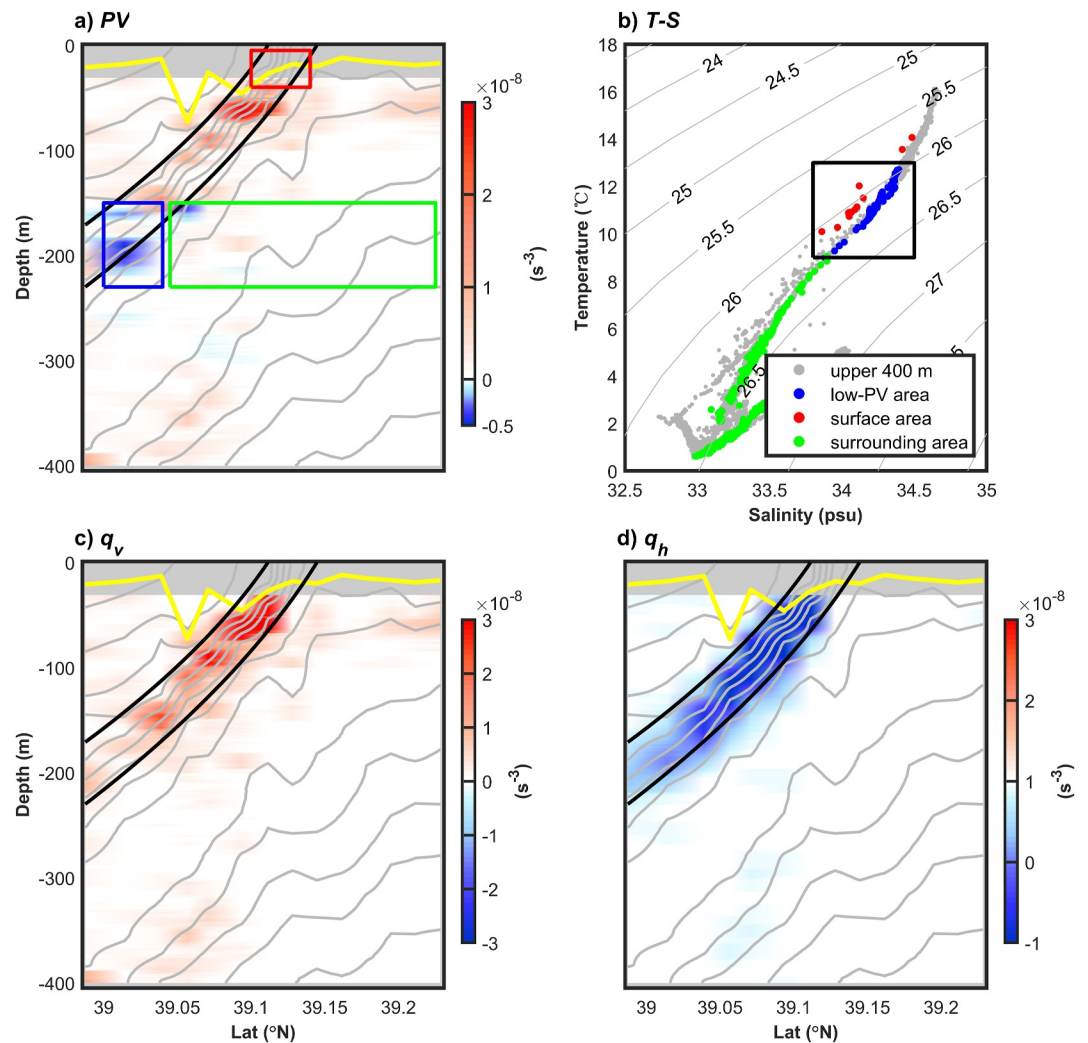 a) PV
0
-100
-200
-300
-400
Depth (m)
×10⁻⁸
3
2
1
0
-0.5
(s⁻³)
b) T-S
18
16
14
12
10
8
6
4
2
0
Temperature (℃)
32.5 33 33.5 34 34.5 35
Salinity (psu)
24
24.5
25
25.5
26
25
26.5
25.5
26
27
26.5
5
upper 400 m
low-PV area
surface area
surrounding area
c) qv
0
-100
-200
-300
-400
Depth (m)
39 39.05 39.1 39.15 39.2
Lat (°N)
×10⁻⁸
3
2
1
0
-1
-2
-3
(s⁻³)
d) qh
39 39.05 39.1 39.15 39.2
Lat (°N)
×10⁻⁸
3
2
1
0
-1
(s⁻³)